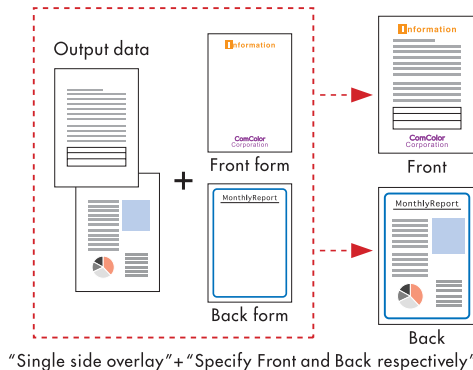 Output data
Information
ComColor
Corporation
Front form
MonthlyReport
Back form
Information
ComColor
Corporation
Front
MonthlyReport
Back
“Single side overlay”+“Specify Front and Back respectively”